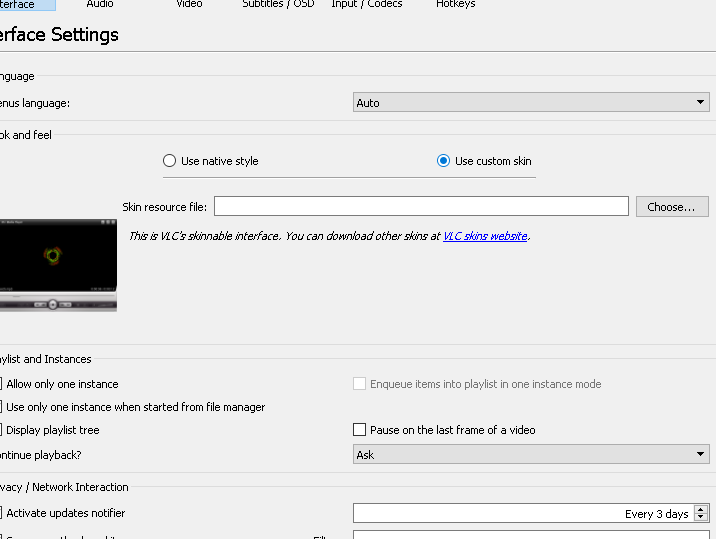 terface Audio Video Subtitles / OSD Input / Codecs Hotkeys
erface Settings
nguage
enus language: Auto
ok and feel
Use native style Use custom skin
Skin resource file: Choose...
This is VLC's skinnable interface. You can download other skins at VLC skins website.
ylist and Instances
Allow only one instance Enqueue items into playlist in one instance mode
Use only one instance when started from file manager
Display playlist tree Pause on the last frame of a video
ontinue playback? Ask
vacy / Network Interaction
Activate updates notifier Every 3 days